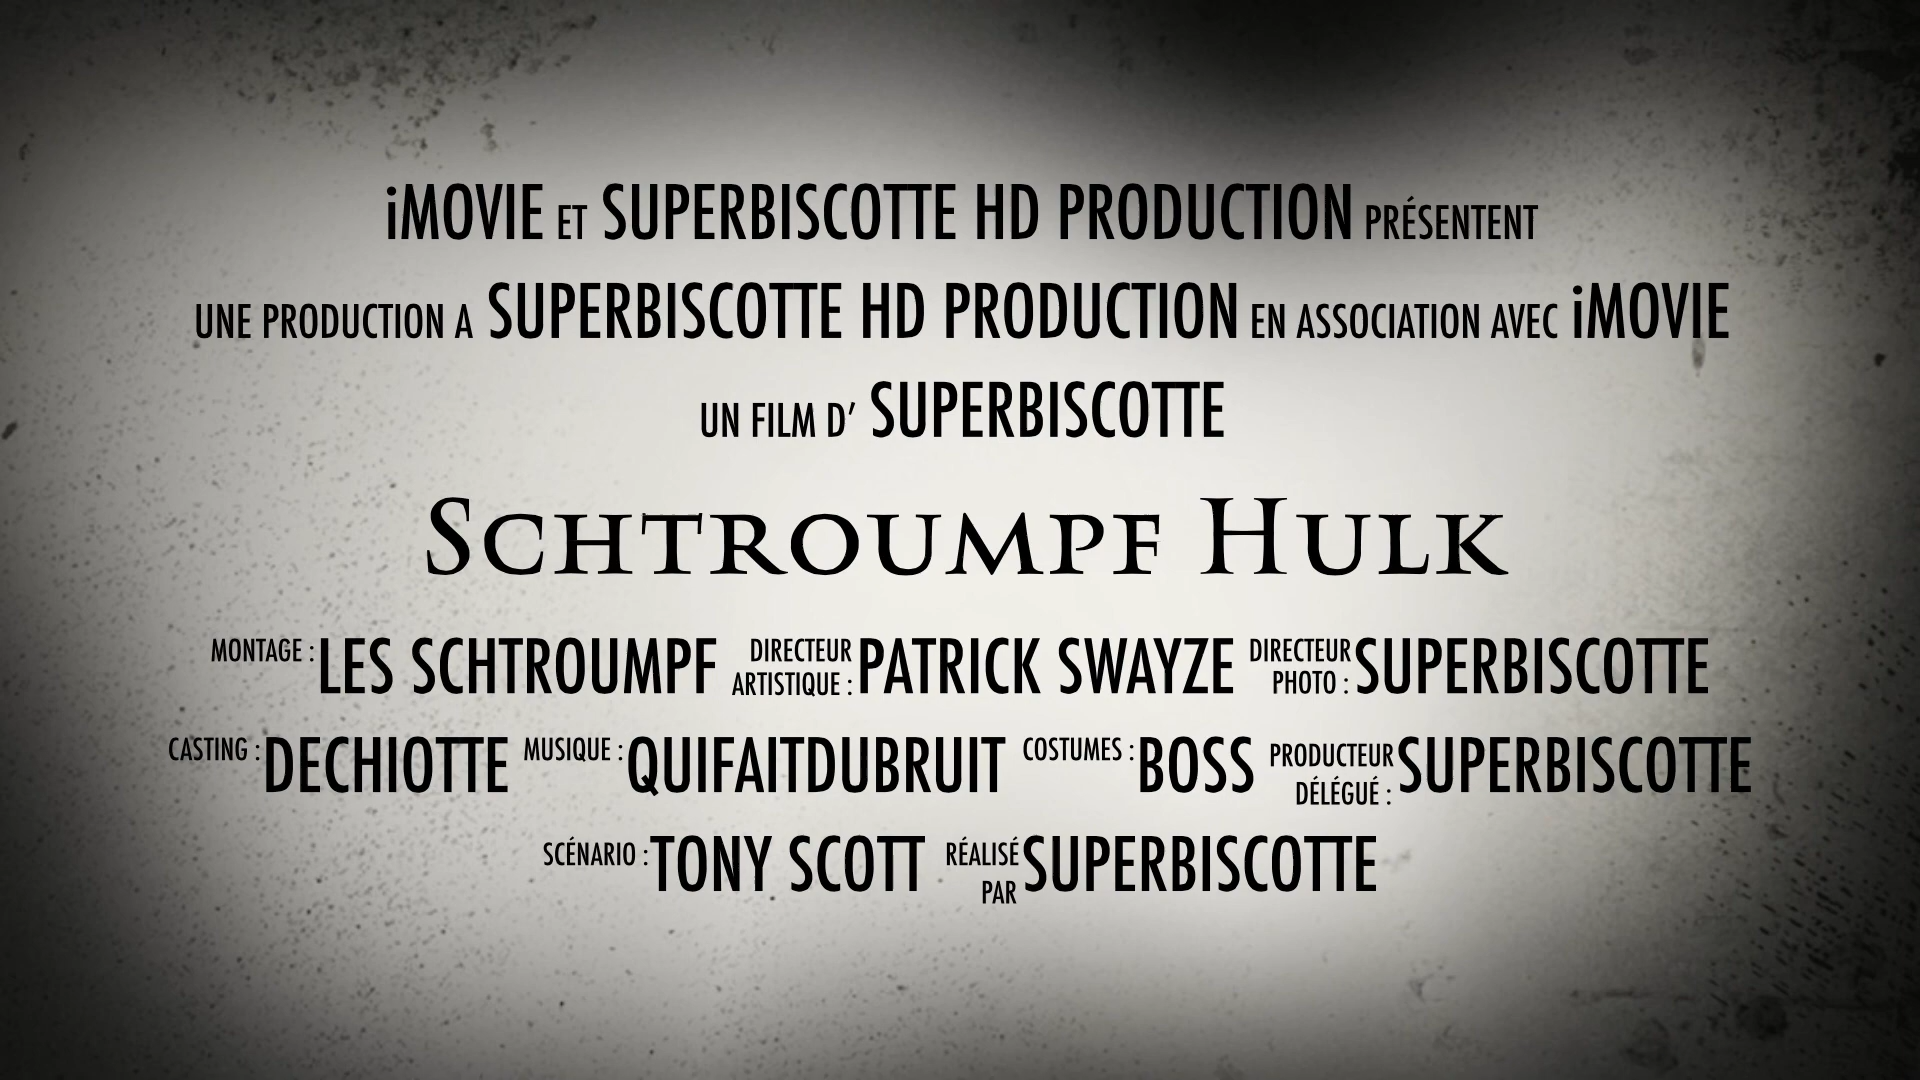 iMOVIE ET SUPERBISCOTTE HD PRODUCTION PRÉSENTENT
UNE PRODUCTION A SUPERBISCOTTE HD PRODUCTION EN ASSOCIATION AVEC iMOVIE
UN FILM D' SUPERBISCOTTE
SCHTROUMPF HULK
MONTAGE : LES SCHTROUMPF DIRECTEUR ARTISTIQUE : PATRICK SWAYZE DIRECTEUR PHOTO : SUPERBISCOTTE
CASTING : DECHIOTTE MUSIQUE : QUIFAITDUBRUIT COSTUMES : BOSS PRODUCTEUR DÉLÉGUÉ : SUPERBISCOTTE
SCÉNARIO : TONY SCOTT RÉALISÉ PAR SUPERBISCOTTE